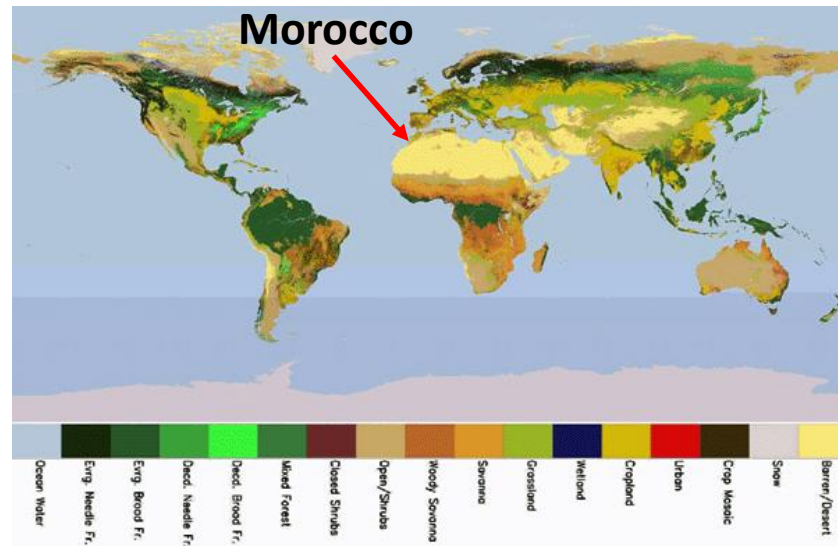 Morocco
Ocean Water
Evrg. Needle Fr.
Evrg. Broad Fr.
Decd. Needle Fr.
Decd. Broad Fr.
Mixed Forest
Closed Shrubs
Open/Shrubs
Woody Savanna
Savanna
Grassland
Wetland
Cropland
Urban
Crop Mosaic
Snow
Barren/Desert